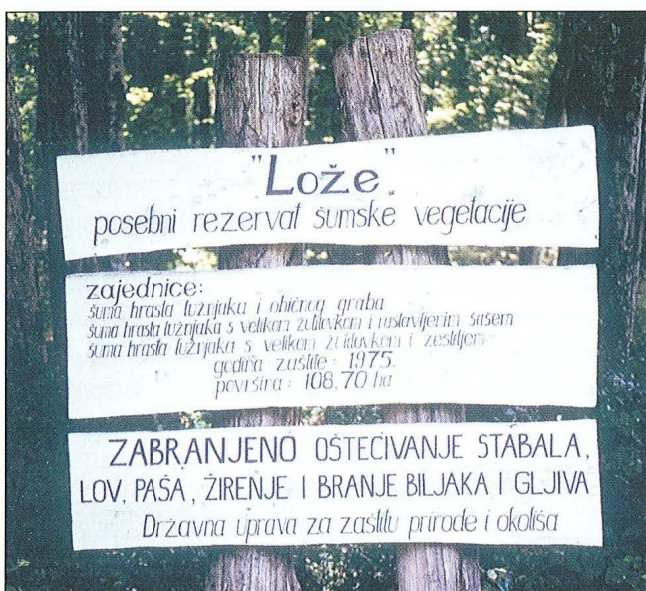 "Lože"
posebni rezervat šumske vegetacije
zajednice:
šuma hrasta lužnjaka i običnog graba
šuma hrasta lužnjaka s velikom žutilovkom i rastavljenim šašem
šuma hrasta lužnjaka s velikom žutilovkom i žestiljem
godina zaštite: 1975.
površina: 108,70 ha
ZABRANJENO OŠTEĆIVANJE STABALA,
LOV, PAŠA, ŽIRENJE I BRANJE BILJAKA I GLJIVA
Državna uprava za zaštitu prirode i okoliša